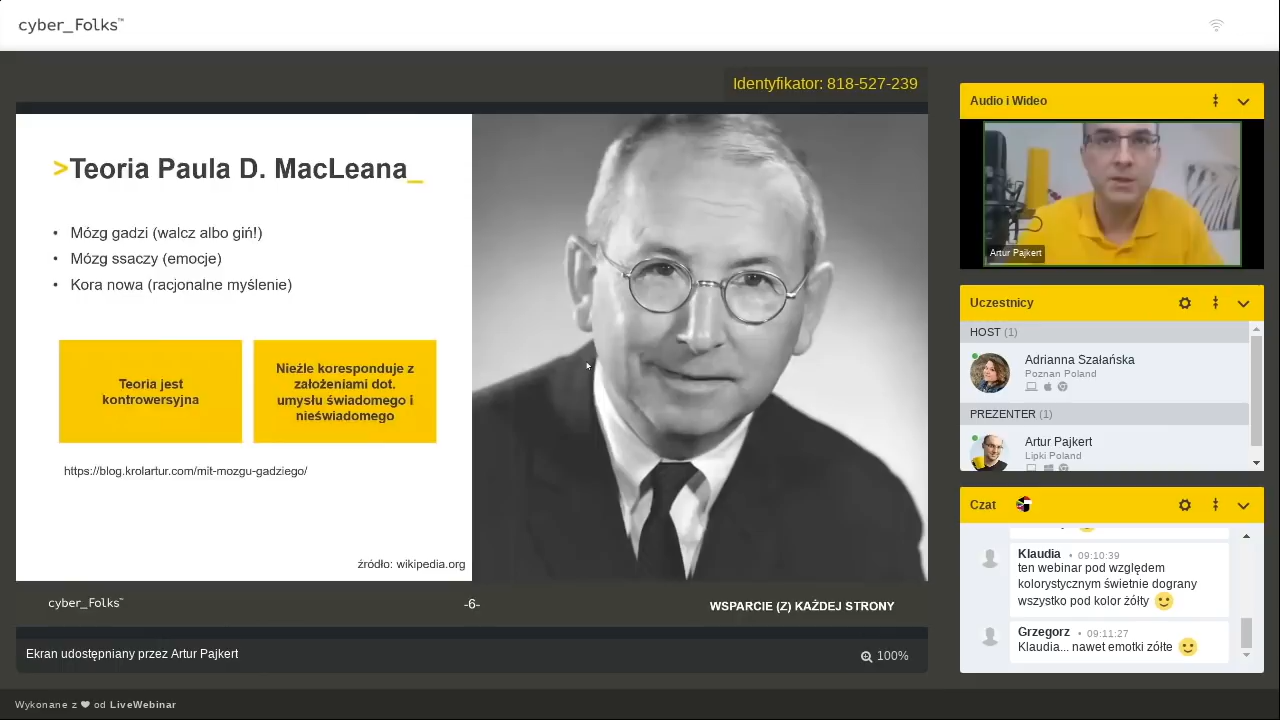 cyber_Folks™
Identyfikator: 818-527-239
>Teoria Paula D. MacLeana_
• Mózg gadzi (walcz albo giń!)
• Mózg ssaczy (emocje)
• Kora nowa (racjonalne myślenie)
Teoria jest
kontrowersyjna
Nieźle koresponduje z
założeniami dot.
umysłu świadomego i
nieświadomego
https://blog.krolartur.com/mit-mozgu-gadziego/
źródło: wikipedia.org
cyber_Folks™
-6-
WSPARCIE (Z) KAŻDEJ STRONY
Ekran udostępniany przez Artur Pajkert
100%
Audio i Wideo
Artur Pajkert
Uczestnicy
HOST (1)
Adrianna Szałańska
Poznan Poland
PREZENTER (1)
Artur Pajkert
Lipki Poland
Czat
Klaudia • 09:10:39
ten webinar pod względem
kolorystycznym świetnie dograny
wszystko pod kolor żółty
Grzegorz • 09:11:27
Klaudia... nawet emotki zółte
Wykonane z ❤ od LiveWebinar